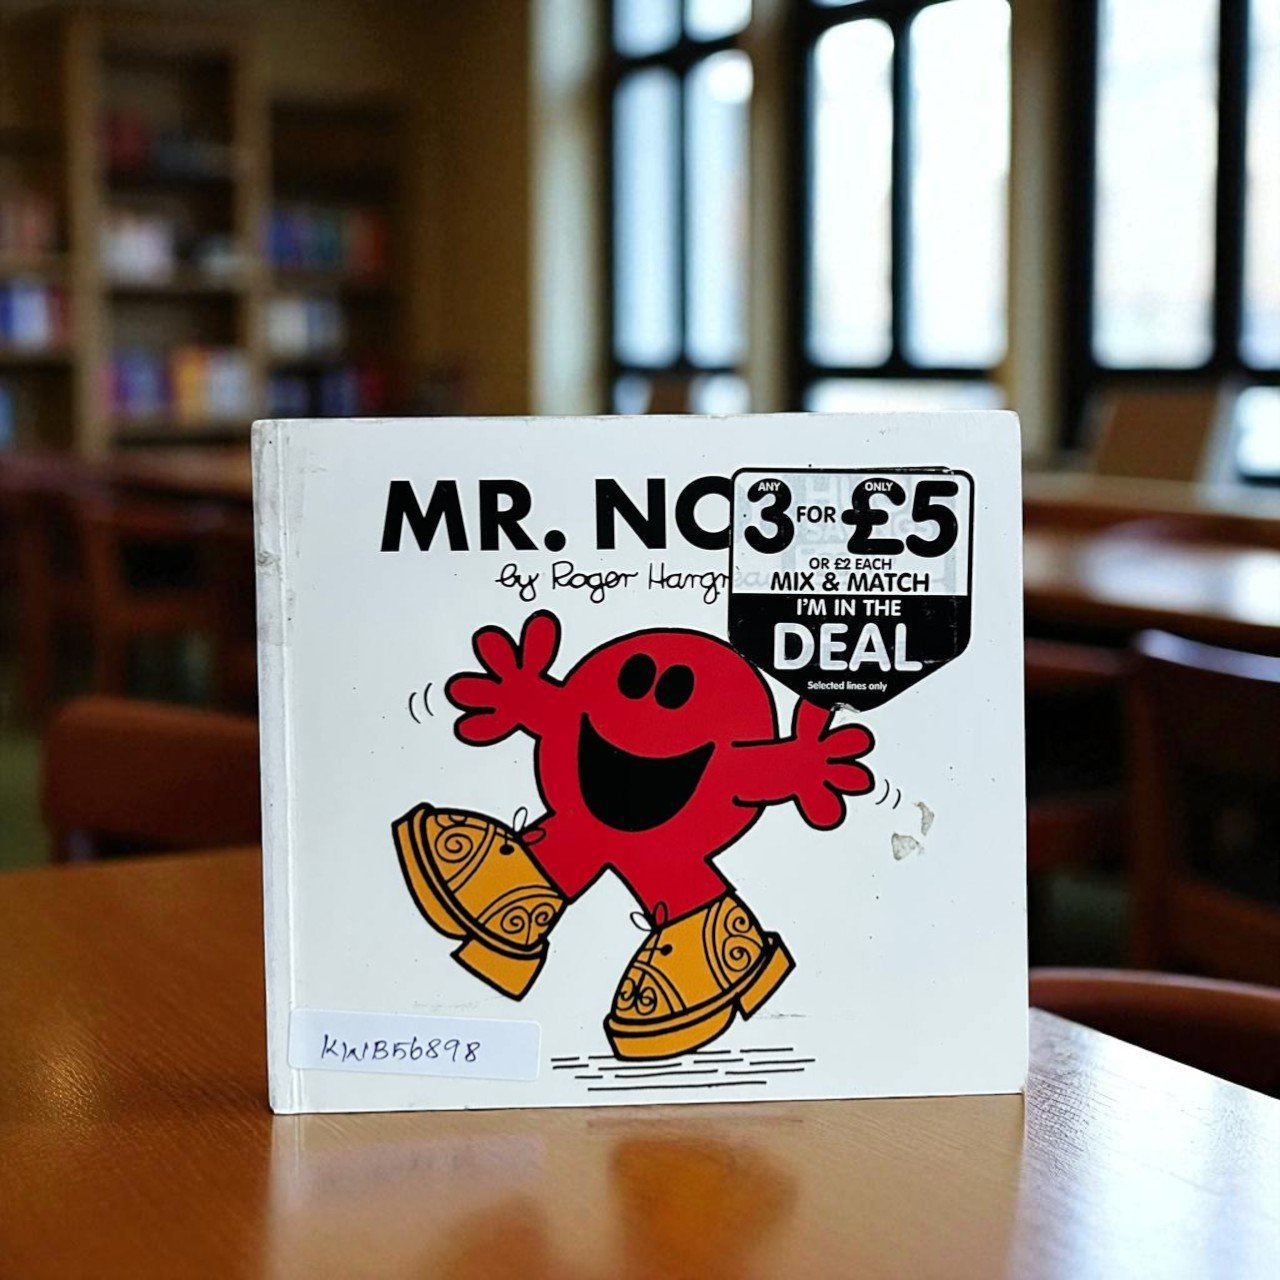 MR. NO
by Roger Hargrea
ANY 3 FOR ONLY £5
OR £2 EACH
MIX & MATCH
I'M IN THE
DEAL
Selected lines only
KWB56898